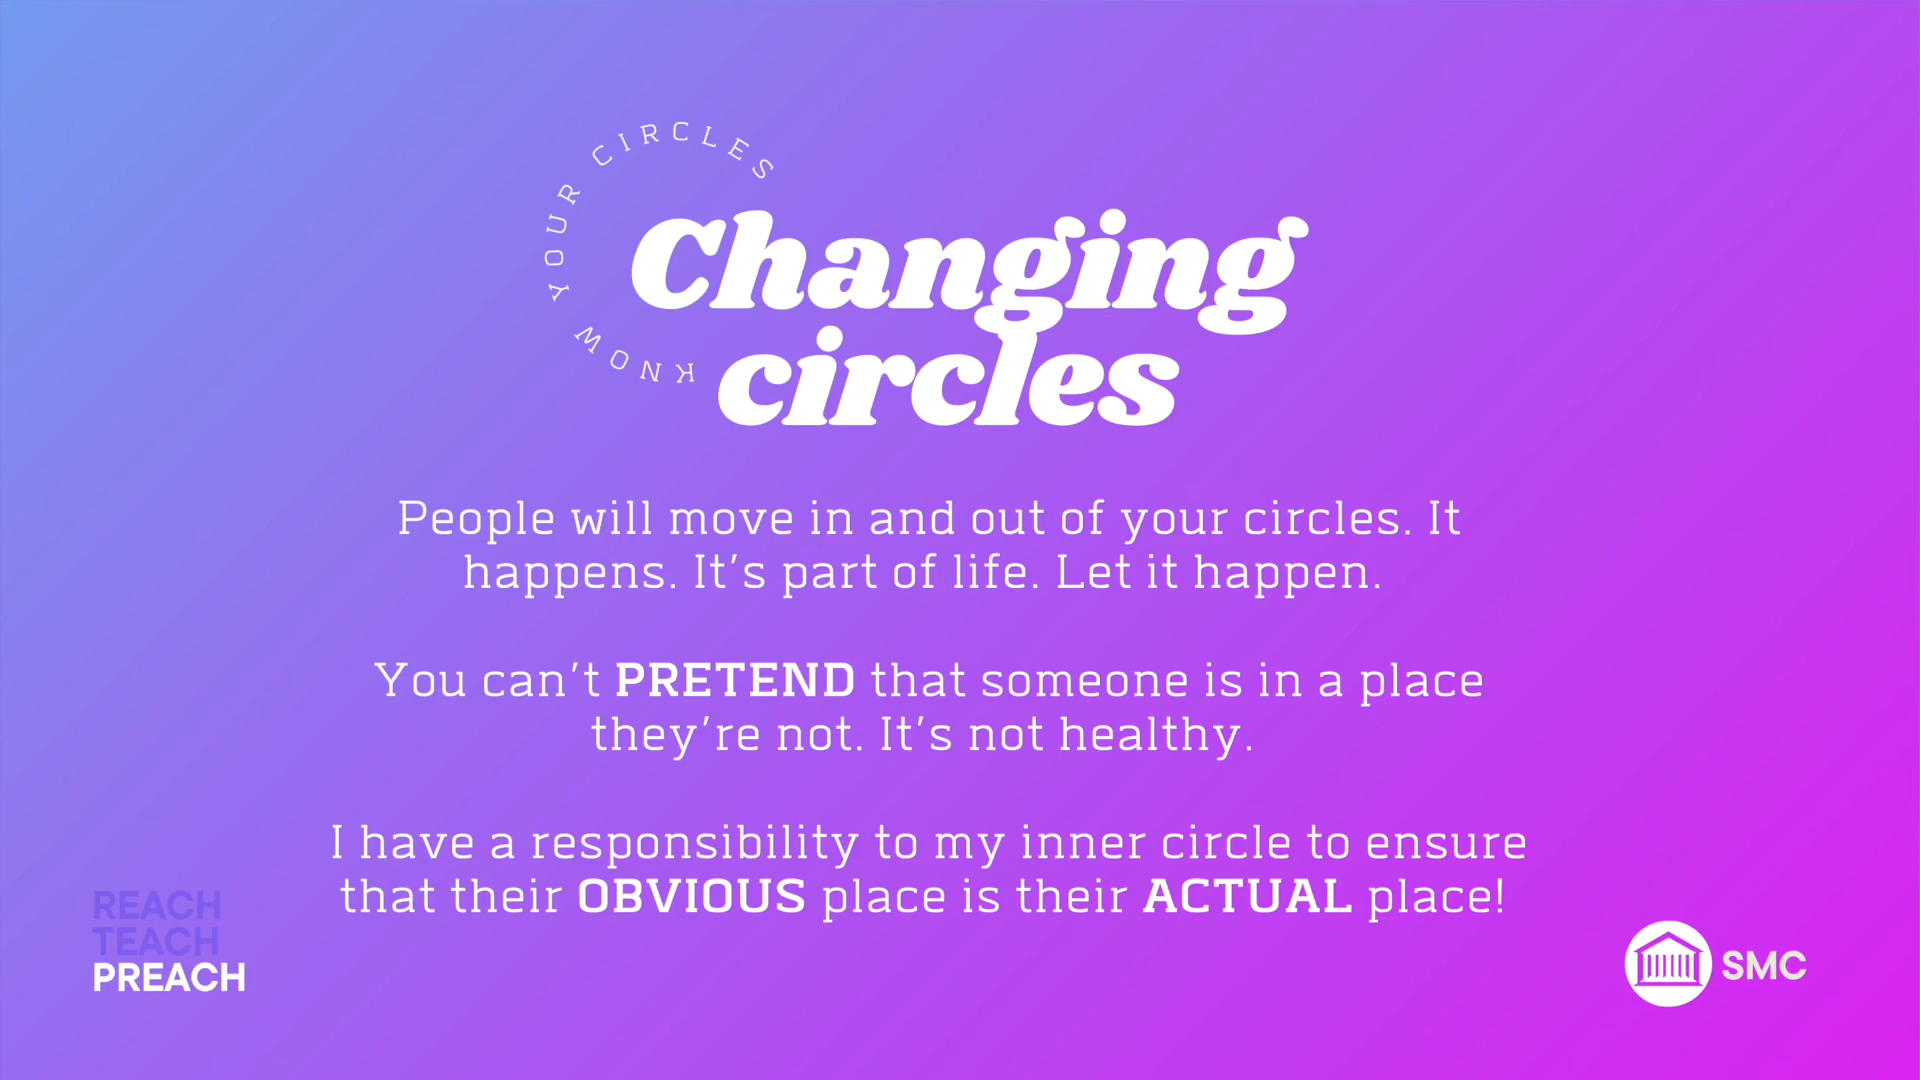 KNOW YOUR CIRCLES
Changing
circles
People will move in and out of your circles. It
happens. It’s part of life. Let it happen.
You can’t PRETEND that someone is in a place
they’re not. It’s not healthy.
I have a responsibility to my inner circle to ensure
that their OBVIOUS place is their ACTUAL place!
REACH
TEACH
PREACH
SMC